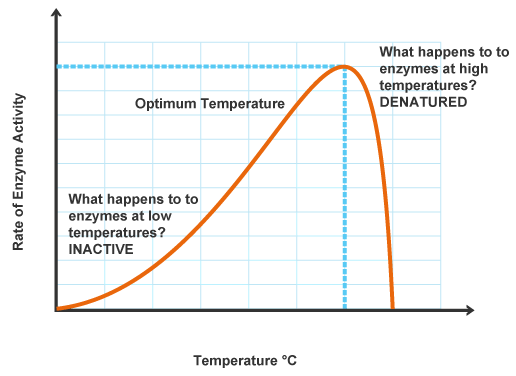 What happens to to
enzymes at high
temperatures?
DENATURED
Optimum Temperature
Rate of Enzyme Activity
What happens to to
enzymes at low
temperatures?
INACTIVE
Temperature °C